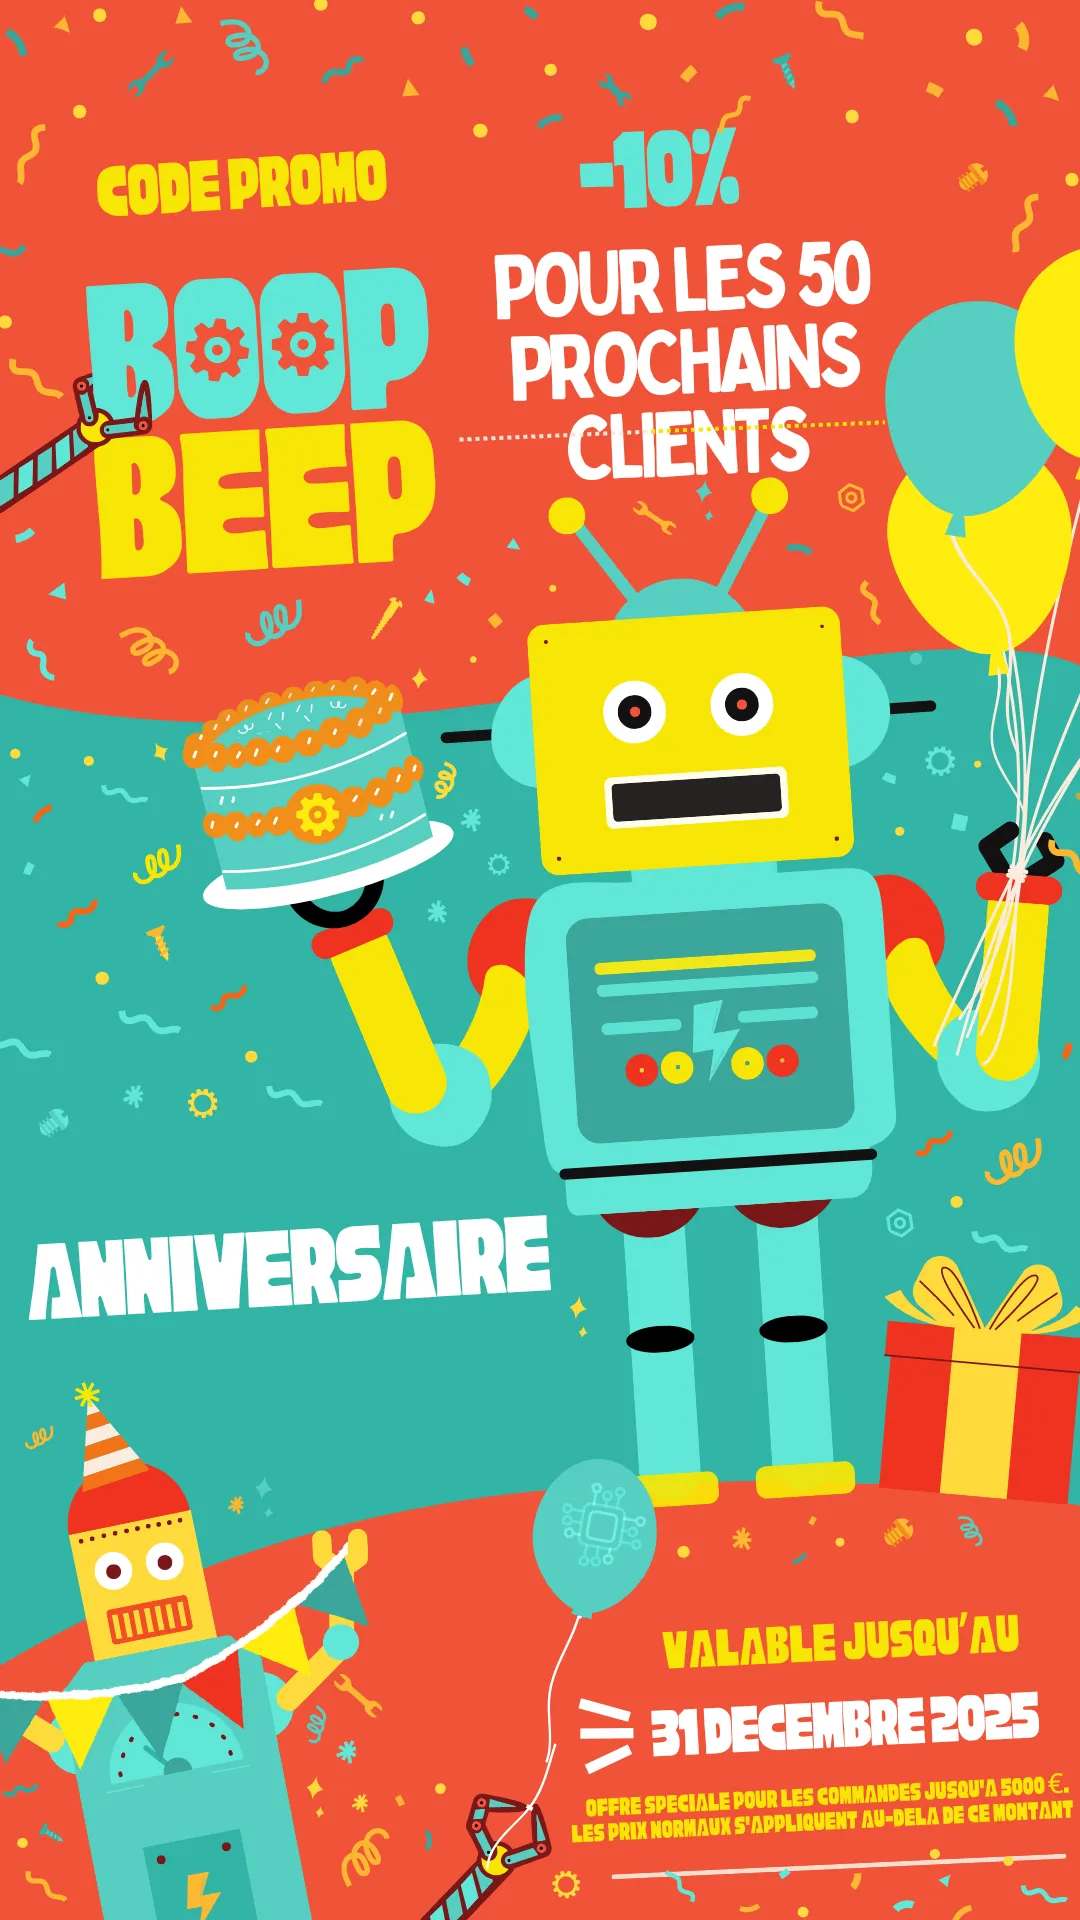 CODE PROMO
BOOP
BEEP
-10%
POUR LES 50
PROCHAINS
CLIENTS
ANNIVERSAIRE
VALABLE JUSQU'AU
31 DECEMBRE 2025
OFFRE SPECIALE POUR LES COMMANDES JUSQU'A 5000 €.
LES PRIX NORMAUX S'APPLIQUENT AU-DELA DE CE MONTANT